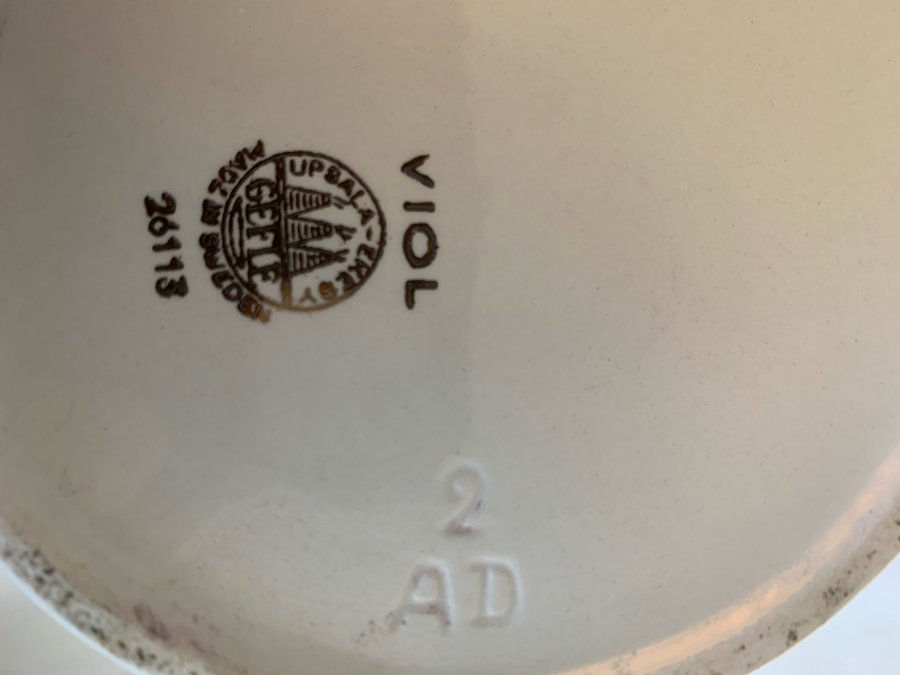 VIOL
UPSALA-EKEBY
GEFLE
MADE IN SWEDEN
26113
2
AD